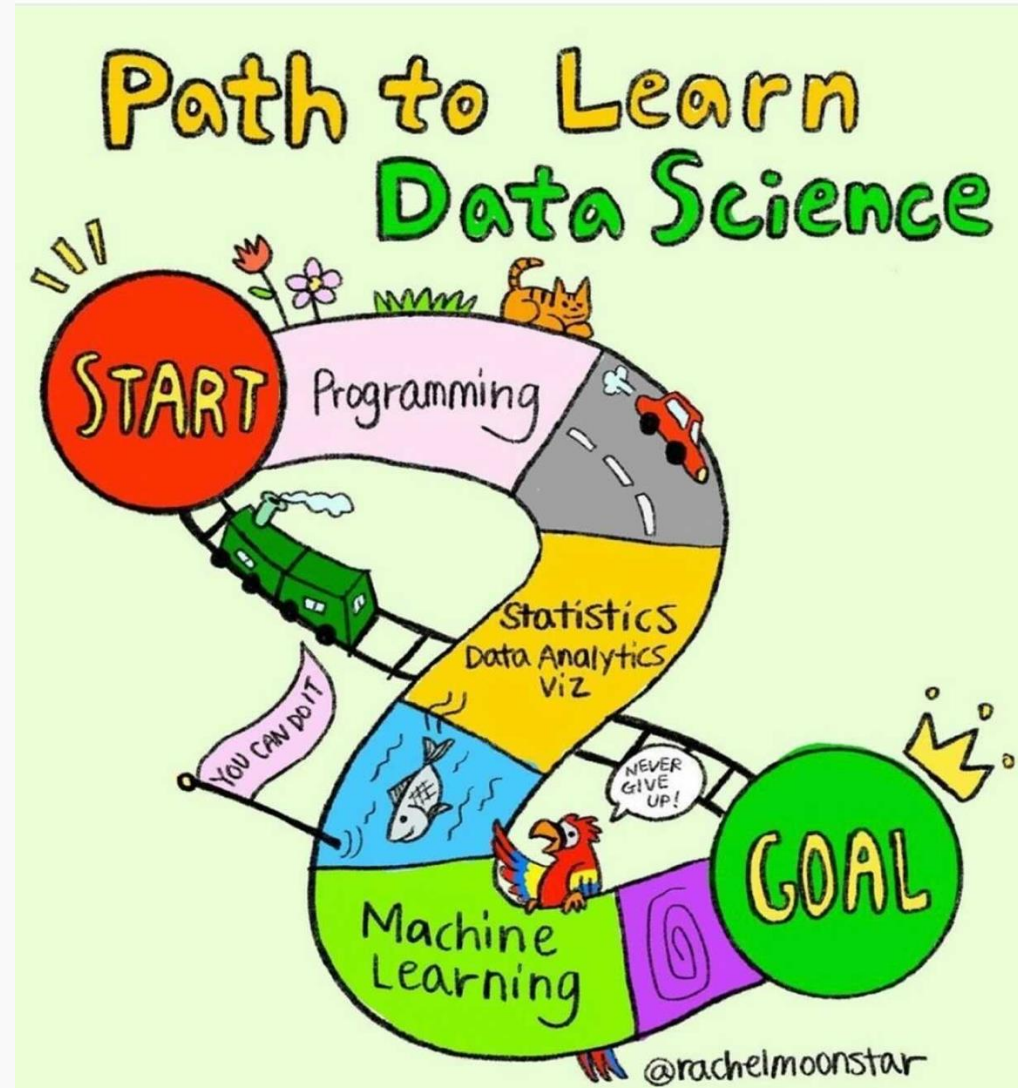 Path to Learn
Data Science
START
Programming
Statistics
Data Analytics
Viz
YOU CAN DO IT
NEVER
GIVE
UP!
GOAL
Machine
Learning
@rachelmoonstar